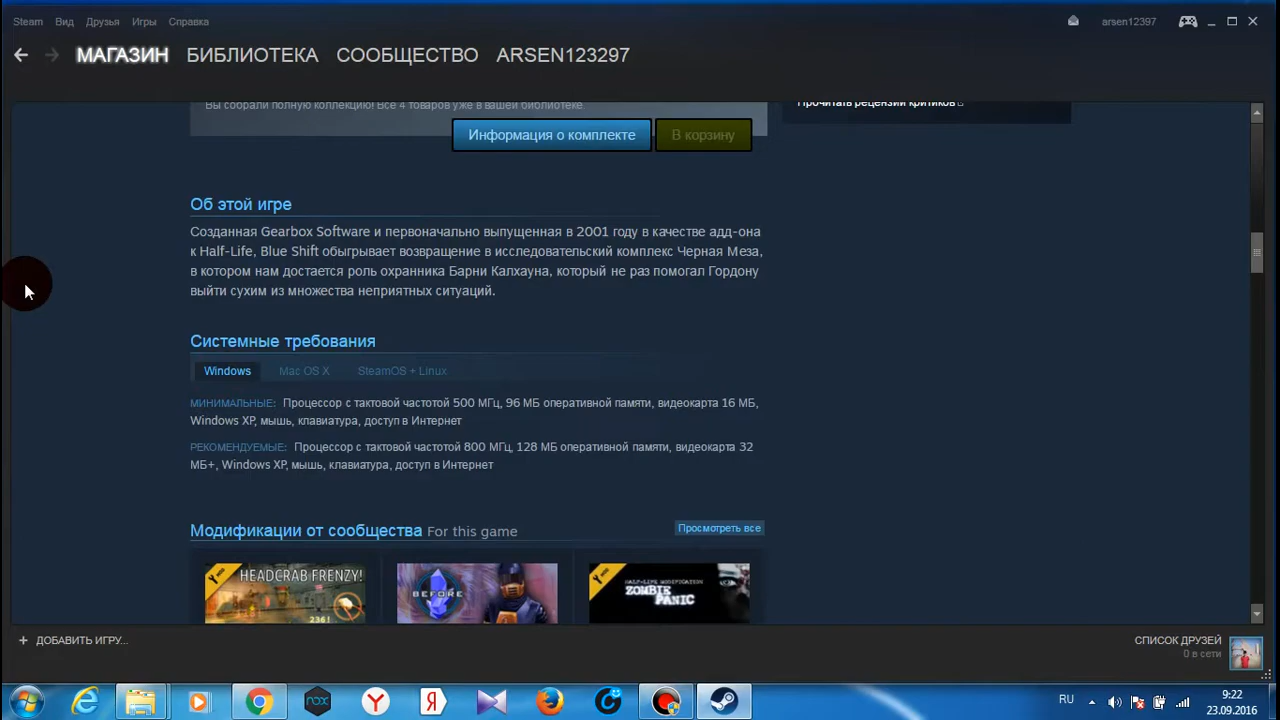 Steam Вид Друзья Игры Справка
arsen12397
МАГАЗИН БИБЛИОТЕКА СООБЩЕСТВО ARSEN123297
Вы собрали полную коллекцию! Все 4 товаров уже в вашей библиотеке.
Прочитать рецензии критиков
Информация о комплекте
В корзину
Об этой игре
Созданная Gearbox Software и первоначально выпущенная в 2001 году в качестве адд-она
к Half-Life, Blue Shift обыгрывает возвращение в исследовательский комплекс Черная Меза,
в котором нам достается роль охранника Барни Калхауна, который не раз помогал Гордону
выйти сухим из множества неприятных ситуаций.
Системные требования
Windows Mac OS X SteamOS + Linux
МИНИМАЛЬНЫЕ: Процессор с тактовой частотой 500 МГц, 96 МБ оперативной памяти, видеокарта 16 МБ,
Windows XP, мышь, клавиатура, доступ в Интернет
РЕКОМЕНДУЕМЫЕ: Процессор с тактовой частотой 800 МГц, 128 МБ оперативной памяти, видеокарта 32
МБ+, Windows XP, мышь, клавиатура, доступ в Интернет
Модификации от сообщества For this game
Просмотреть все
HEADCRAB FRENZY!
236!
BEFORE
HALF-LIFE MODIFICATION
ZOMBIE
PANIC
+ ДОБАВИТЬ ИГРУ...
СПИСОК ДРУЗЕЙ
0 в сети
nox
RU
9:22
23.09.2016